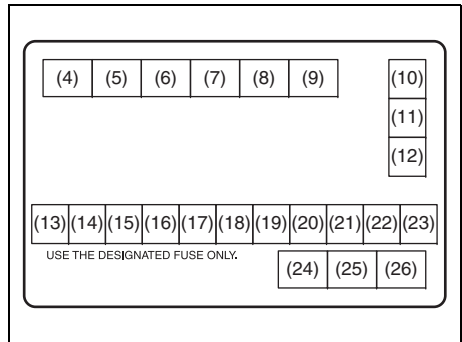 (4) (5) (6) (7) (8) (9) (10)
(11)
(12)
(13) (14) (15) (16) (17) (18) (19) (20) (21) (22) (23)
USE THE DESIGNATED FUSE ONLY.
(24) (25) (26)